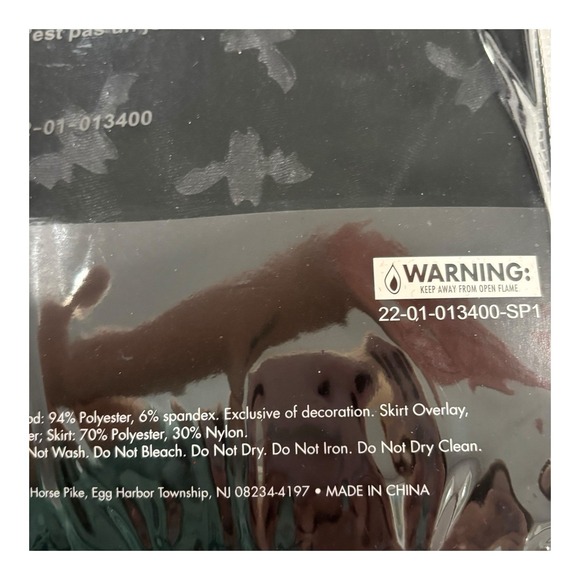 est pas un
-01-013400
WARNING:
KEEP AWAY FROM OPEN FLAME.
22-01-013400-SP1
od: 94% Polyester, 6% spandex. Exclusive of decoration. Skirt Overlay,
er; Skirt: 70% Polyester, 30% Nylon.
Not Wash. Do Not Bleach. Do Not Dry. Do Not Iron. Do Not Dry Clean.
Horse Pike, Egg Harbor Township, NJ 08234-4197 • MADE IN CHINA